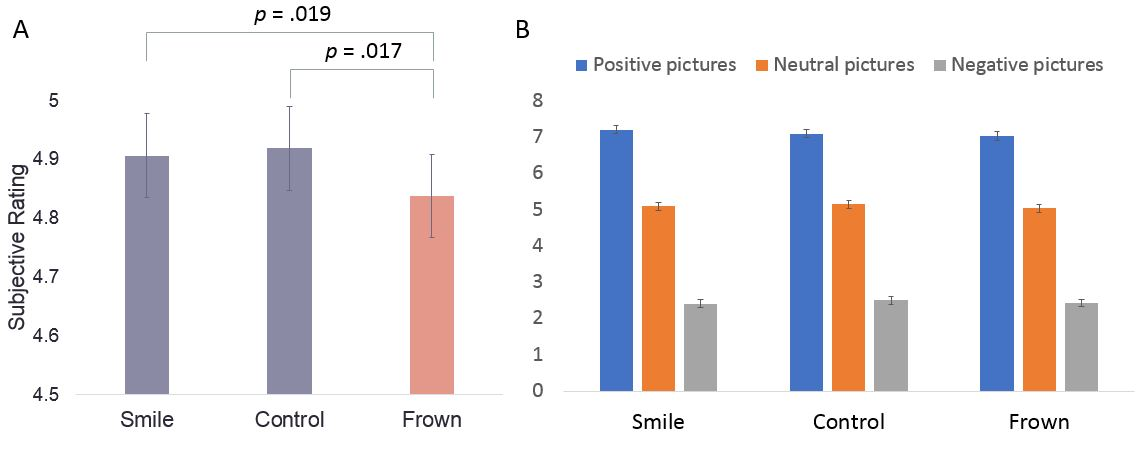 A
p = .019
p = .017
Subjective Rating
5
4.9
4.8
4.7
4.6
4.5
Smile Control Frown
B
Positive pictures Neutral pictures Negative pictures
8
7
6
5
4
3
2
1
0
Smile Control Frown